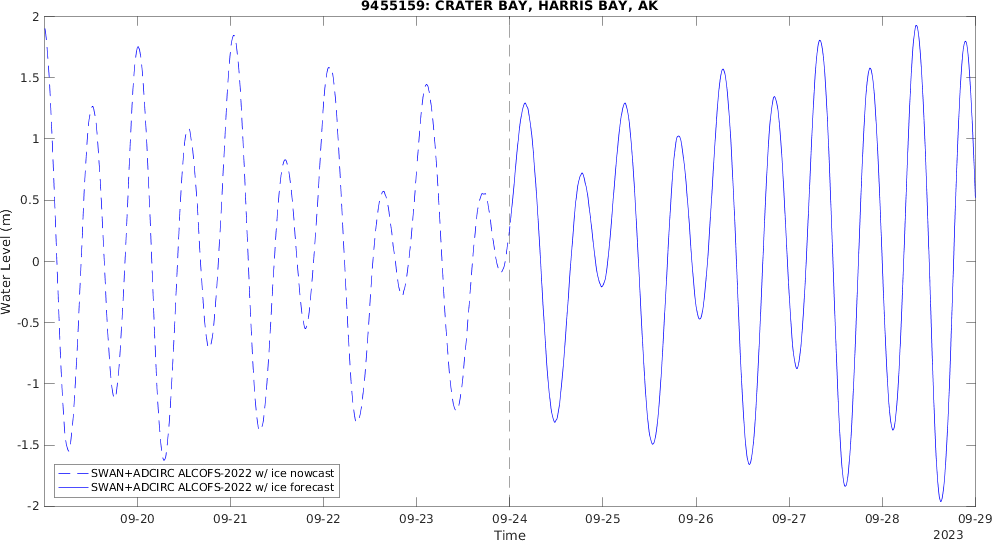 9455159: CRATER BAY, HARRIS BAY, AK
2
1.5
1
0.5
0
-0.5
-1
-1.5
-2
Water Level (m)
SWAN+ADCIRC ALCOFS-2022 w/ ice nowcast
SWAN+ADCIRC ALCOFS-2022 w/ ice forecast
09-20 09-21 09-22 09-23 09-24 09-25 09-26 09-27 09-28 09-29
Time
2023